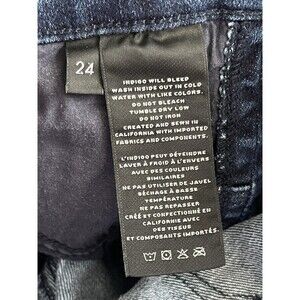 24
INDIGO WILL BLEED
WASH INSIDE OUT IN COLD
WATER WITH LIKE COLORS.
DO NOT BLEACH
TUMBLE DRY LOW
DO NOT IRON
CREATED AND SEWN IN
CALIFORNIA WITH IMPORTED
FABRICS AND COMPONENTS.
L'INDIGO PEUT DÉTEINDRE
LAVER À FROID À L'ENVERS
AVEC DES COULEURS
SIMILAIRES
NE PAS UTILISER DE JAVEL
SÉCHAGE À BASSE
TEMPÉRATURE
NE PAS REPASSER
CRÉÉ ET CONFECTIONNÉ EN
CALIFORNIE AVEC
DES TISSUS
ET COMPOSANTS IMPORTÉS.